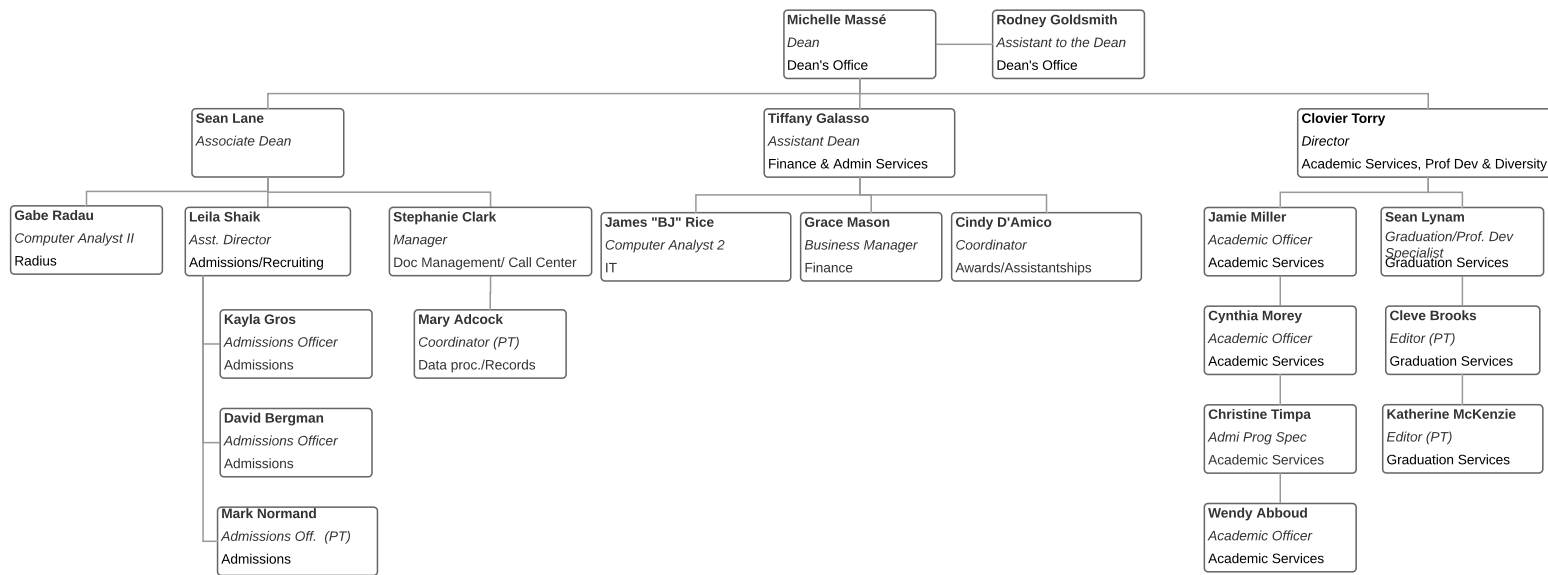 Michelle Massé
Dean
Dean's Office
Rodney Goldsmith
Assistant to the Dean
Dean's Office
Sean Lane
Associate Dean
Tiffany Galasso
Assistant Dean
Finance & Admin Services
Clovier Torry
Director
Academic Services, Prof Dev & Diversity
Gabe Radau
Computer Analyst II
Radius
Leila Shaik
Asst. Director
Admissions/Recruiting
Stephanie Clark
Manager
Doc Management/ Call Center
James "BJ" Rice
Computer Analyst 2
IT
Grace Mason
Business Manager
Finance
Cindy D'Amico
Coordinator
Awards/Assistantships
Jamie Miller
Academic Officer
Academic Services
Sean Lynam
Graduation/Prof. Dev
Specialist
Graduation Services
Kayla Gros
Admissions Officer
Admissions
Mary Adcock
Coordinator (PT)
Data proc./Records
Cynthia Morey
Academic Officer
Academic Services
Cleve Brooks
Editor (PT)
Graduation Services
David Bergman
Admissions Officer
Admissions
Christine Timpa
Admi Prog Spec
Academic Services
Katherine McKenzie
Editor (PT)
Graduation Services
Mark Normand
Admissions Off.  (PT)
Admissions
Wendy Abboud
Academic Officer
Academic Services